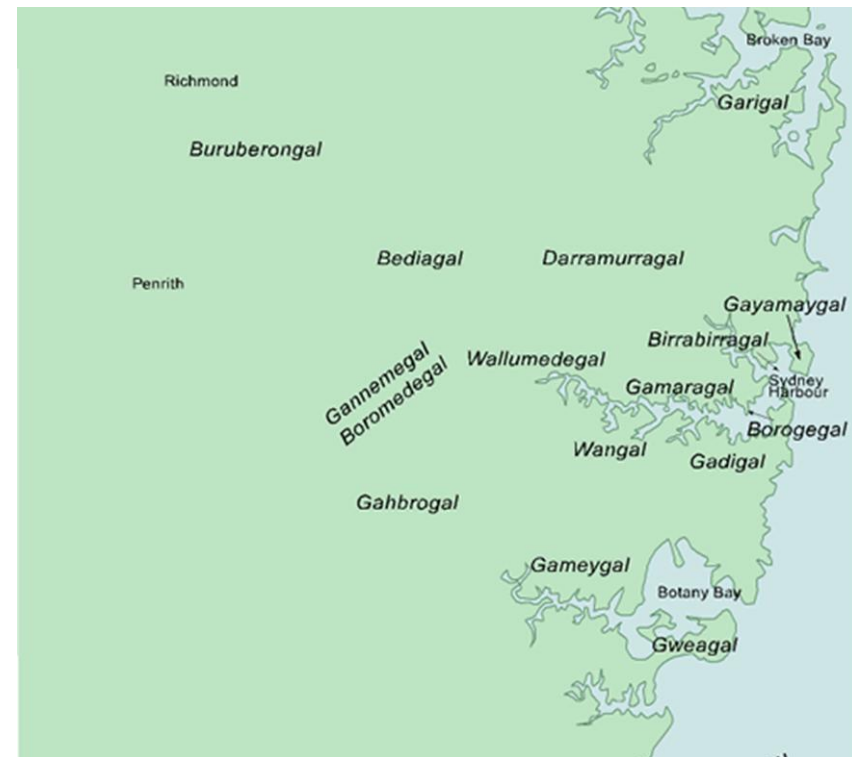 Broken Bay
Richmond
Garigal
Buruberongal
Bediagal
Darramurragal
Penrith
Gayamaygal
Birrabirragal
Gannemegal
Boromedegal
Wallumedegal
Sydney
Harbour
Gamaragal
Borogegal
Wangal
Gadigal
Gahbrogal
Gameygal
Botany Bay
Gweagal